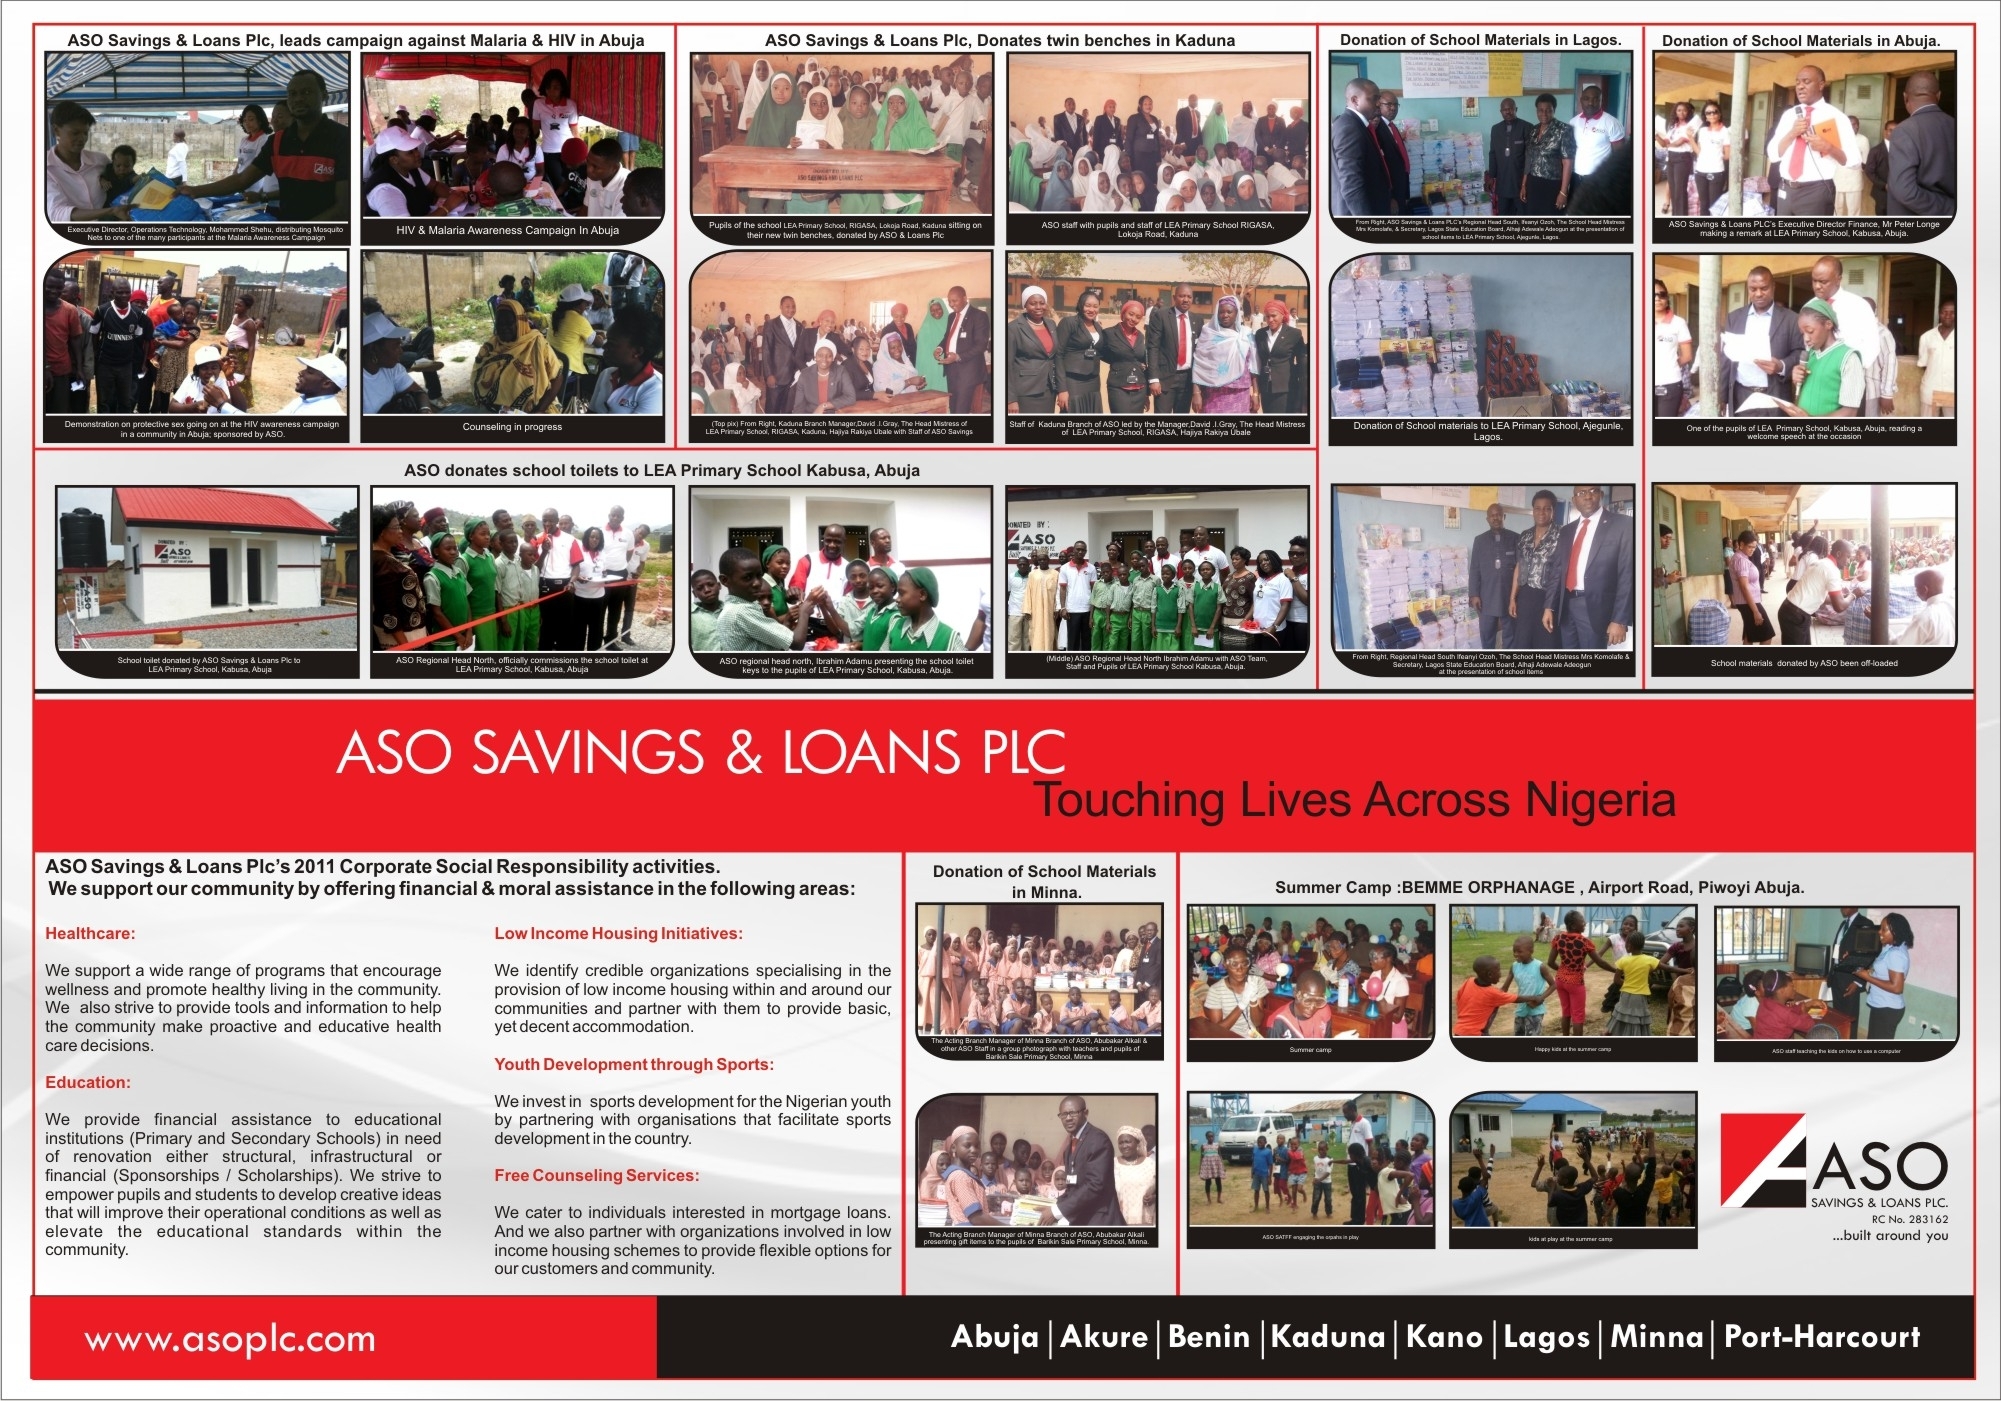 ASO Savings & Loans Plc, leads campaign against Malaria & HIV in Abuja
Executive Director, Operations Technology, Mohammed Shehu, distributing Mosquito
Nets to one of the many participants at the Malaria Awareness Campaign
HIV & Malaria Awareness Campaign In Abuja
Demonstration on protective sex going on at the HIV awareness campaign
in a community in Abuja; sponsored by ASO.
Counseling in progress
ASO Savings & Loans Plc, Donates twin benches in Kaduna
Pupils of the school LEA Primary School, RIGASA, Lokoja Road, Kaduna sitting on
their new twin benches, donated by ASO & Loans Plc
ASO staff with pupils and staff of LEA Primary School RIGASA,
Lokoja Road, Kaduna
(Top pix) From Right, Kaduna Branch Manager,David .I.Gray, The Head Mistress of
LEA Primary School, RIGASA, Kaduna, Hajiya Rakiya Ubale with Staff of ASO Savings
Staff of Kaduna Branch of ASO led by the Manager,David .I.Gray, The Head Mistress
of LEA Primary School, RIGASA, Hajiya Rakiya Ubale
Donation of School Materials in Lagos.
From Right, ASO Savings & Loans PLC's Regional Head South, Ifeanyi Ozoh, The School Head Mistress
Mrs Komolafe, & Secretary, Lagos State Education Board, Alhaji Adewale Adeogun at the presentation of
school items to LEA Primary School, Ajegunle, Lagos.
Donation of School materials to LEA Primary School, Ajegunle,
Lagos.
From Right, Regional Head South Ifeanyi Ozoh, The School Head Mistress Mrs Komolafe &
Secretary, Lagos State Education Board, Alhaji Adewale Adeogun
at the presentation of school items
Donation of School Materials in Abuja.
ASO Savings & Loans PLC's Executive Director Finance, Mr Peter Longe
making a remark at LEA Primary School, Kabusa, Abuja.
One of the pupils of LEA Primary School, Kabusa, Abuja, reading a
welcome speech at the occasion
School materials donated by ASO been off-loaded
ASO donates school toilets to LEA Primary School Kabusa, Abuja
DONATED BY:
ASO
School toilet donated by ASO Savings & Loans Plc to
LEA Primary School, Kabusa, Abuja
ASO Regional Head North, officially commissions the school toilet at
LEA Primary School, Kabusa, Abuja
ASO regional head north, Ibrahim Adamu presenting the school toilet
keys to the pupils of LEA Primary School, Kabusa, Abuja.
DONATED BY :
ASO
(Middle) ASO Regional Head North Ibrahim Adamu with ASO Team,
Staff and Pupils of LEA Primary School Kabusa, Abuja.
ASO SAVINGS & LOANS PLC
Touching Lives Across Nigeria
ASO Savings & Loans Plc's 2011 Corporate Social Responsibility activities.
We support our community by offering financial & moral assistance in the following areas:
Healthcare:
We support a wide range of programs that encourage
wellness and promote healthy living in the community.
We also strive to provide tools and information to help
the community make proactive and educative health
care decisions.
Education:
We provide financial assistance to educational
institutions (Primary and Secondary Schools) in need
of renovation either structural, infrastructural or
financial (Sponsorships / Scholarships). We strive to
empower pupils and students to develop creative ideas
that will improve their operational conditions as well as
elevate the educational standards within the
community.
Low Income Housing Initiatives:
We identify credible organizations specialising in the
provision of low income housing within and around our
communities and partner with them to provide basic,
yet decent accommodation.
Youth Development through Sports:
We invest in sports development for the Nigerian youth
by partnering with organisations that facilitate sports
development in the country.
Free Counseling Services:
We cater to individuals interested in mortgage loans.
And we also partner with organizations involved in low
income housing schemes to provide flexible options for
our customers and community.
Donation of School Materials
in Minna.
The Acting Branch Manager of Minna Branch of ASO, Abubakar Alkali &
other ASO Staff in a group photograph with teachers and pupils of
Barikin Sale Primary School, Minna
The Acting Branch Manager of Minna Branch of ASO, Abubakar Alkali
presenting gift items to the pupils of Barikin Sale Primary School, Minna.
Summer Camp :BEMME ORPHANAGE , Airport Road, Piwoyi Abuja.
Summer camp
Happy kids at the summer camp
ASO staff teaching the kids on how to use a computer
ASO SATFF engaging the orpahs in play
kids at play at the summer camp
ASO
SAVINGS & LOANS PLC.
RC No. 283162
...built around you
www.asoplc.com
Abuja | Akure | Benin | Kaduna | Kano | Lagos | Minna | Port-Harcourt